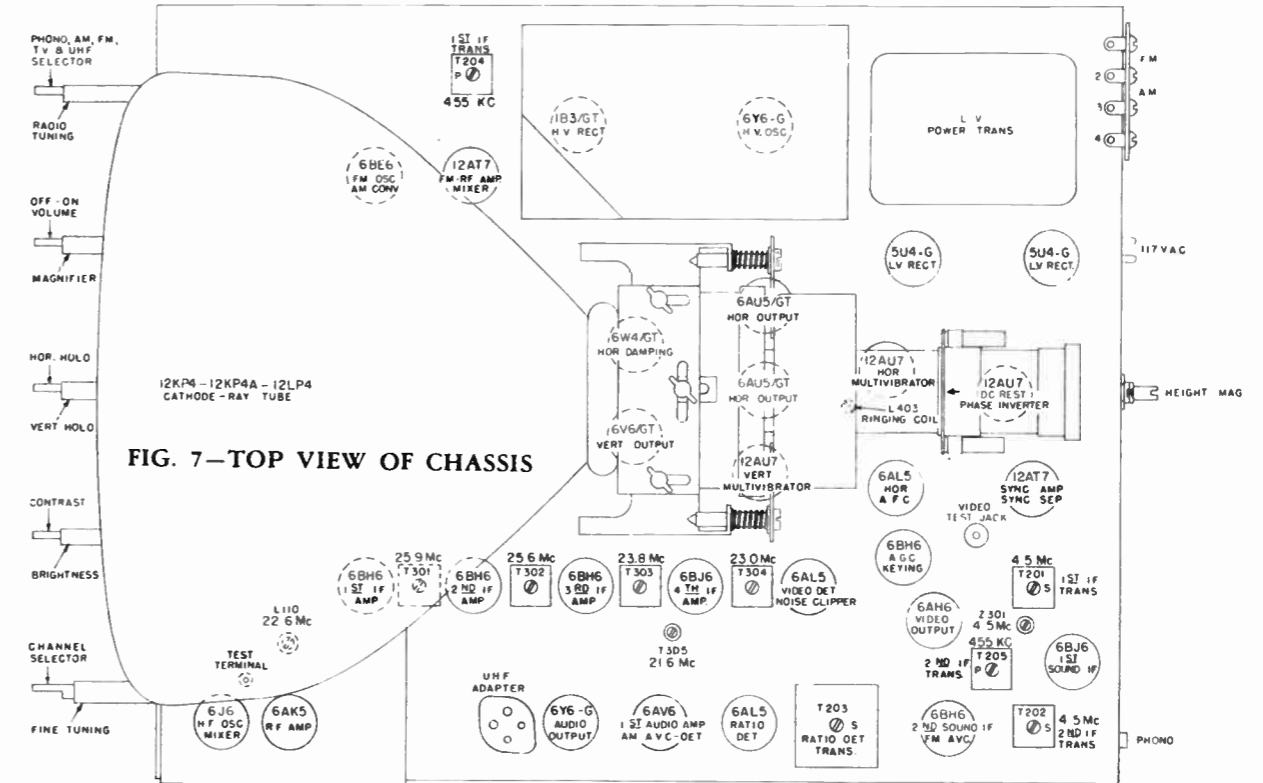 PHONO, AM, FM,
TV & UHF
SELECTOR
RADIO
TUNING
OFF-ON
VOLUME
MAGNIFIER
HOR. HOLD
VERT HOLD
CONTRAST
BRIGHTNESS
CHANNEL
SELECTOR
FINE TUNING
1ST IF
TRANS
T204
P
455 KC
6BE6
FM OSC
AM CONV
12AT7
FM-RF AMP
MIXER
1B3/GT
H V RECT
6Y6-G
H.V. OSC
L V
POWER TRANS
FM
2
AM
3
4
5U4-G
LV RECT
5U4-G
LV RECT.
117 VAC
12KP4-12KP4A-12LP4
CATHODE-RAY TUBE
FIG. 7—TOP VIEW OF CHASSIS
6W4/GT
HOR DAMPING
6V6/GT
VERT OUTPUT
6AU5/GT
HOR OUTPUT
6AU5/GT
HOR OUTPUT
12AU7
VERT
MULTIVIBRATOR
12AU7
HOR
MULTIVIBRATOR
L403
RINGING COIL
12AU7
DC REST
PHASE INVERTER
HEIGHT MAG
6AL5
HOR
A F C
12AT7
SYNC AMP
SYNC SEP
VIDEO
TEST JACK
6BH6
A G C
KEYING
25.9 Mc
6BH6
1ST IF
AMP
T301
6BH6
2ND IF
AMP
25.6 Mc
T302
6BH6
3RD IF
AMP
23.8 Mc
T303
6BJ6
4TH IF
AMP.
23.0 Mc
T304
6AL5
VIDEO DET
NOISE CLIPPER
T305
21.6 Mc
L110
22.6 Mc
TEST
TERMINAL
6J6
HF OSC
MIXER
6AK5
RF AMP
UHF
ADAPTER
6Y6-G
AUDIO
OUTPUT
6AV6
1ST AUDIO AMP
AM AVC-DET
6AL5
RATIO
DET
T203
S
RATIO DET
TRANS.
6AH6
VIDEO
OUTPUT
4.5 Mc
T201
S
1ST IF
TRANS
Z301
4.5 Mc
455 KC
T205
P
2ND IF
TRANS.
6BJ6
1ST
SOUND IF
6BH6
2ND SOUND IF
FM AVC
T202
S
4.5 Mc
2ND IF
TRANS
PHONO